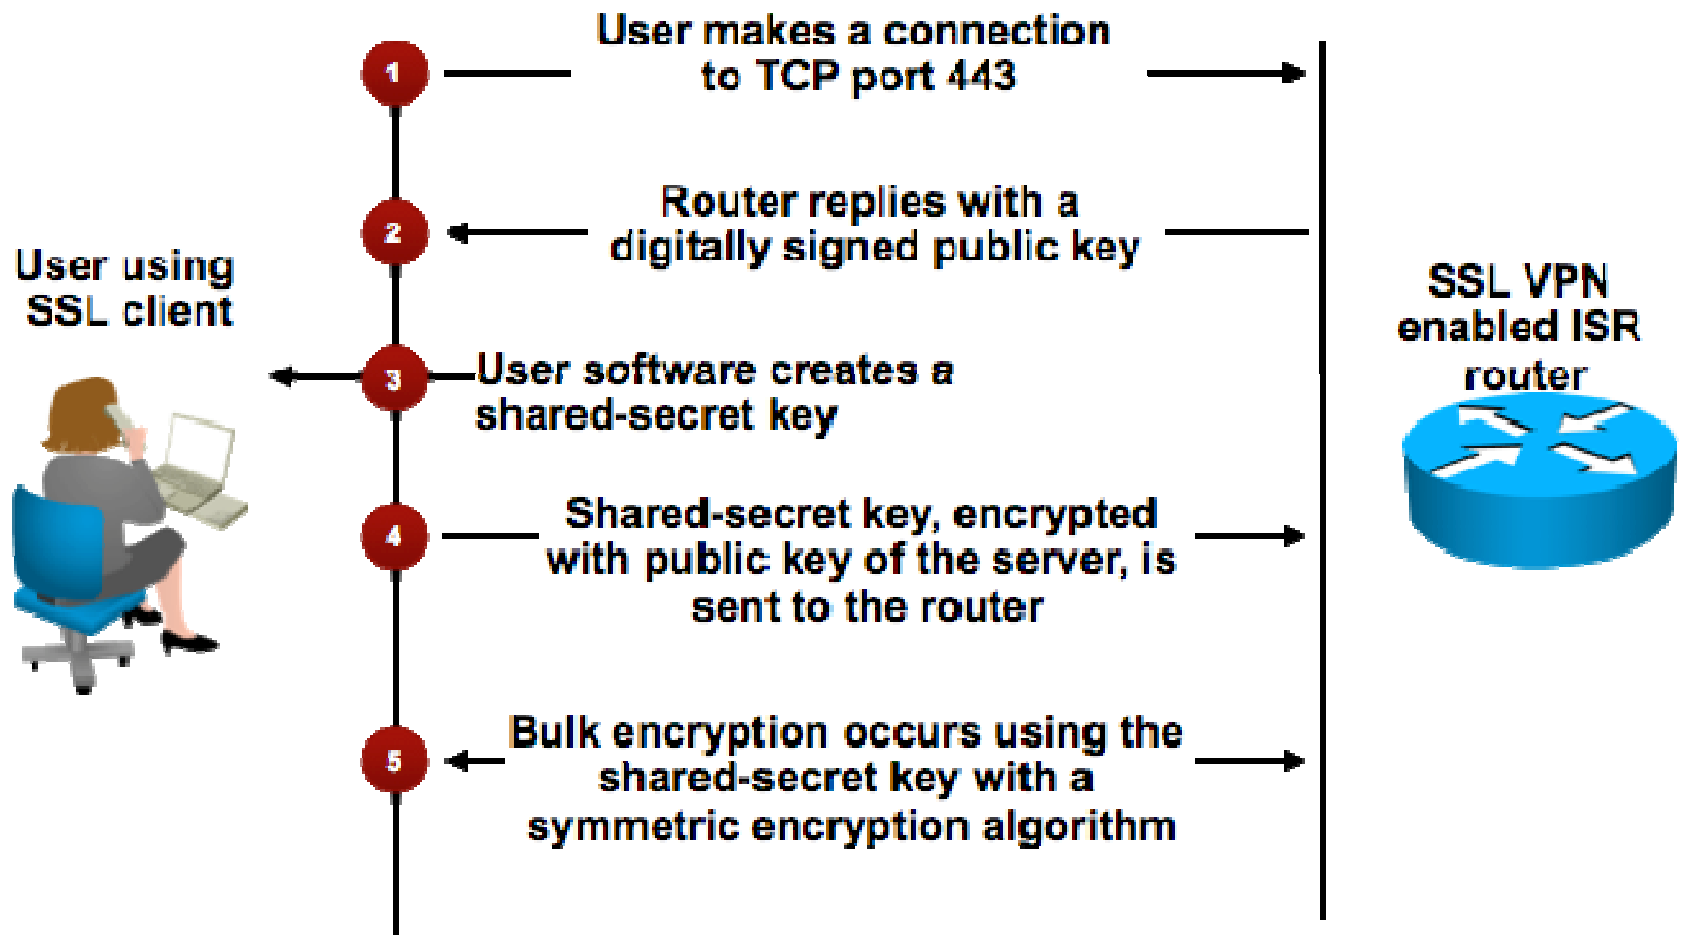 User makes a connection
to TCP port 443
1
Router replies with a
digitally signed public key
2
User using
SSL client
SSL VPN
enabled ISR
router
3
User software creates a
shared-secret key
4
Shared-secret key, encrypted
with public key of the server, is
sent to the router
5
Bulk encryption occurs using the
shared-secret key with a
symmetric encryption algorithm